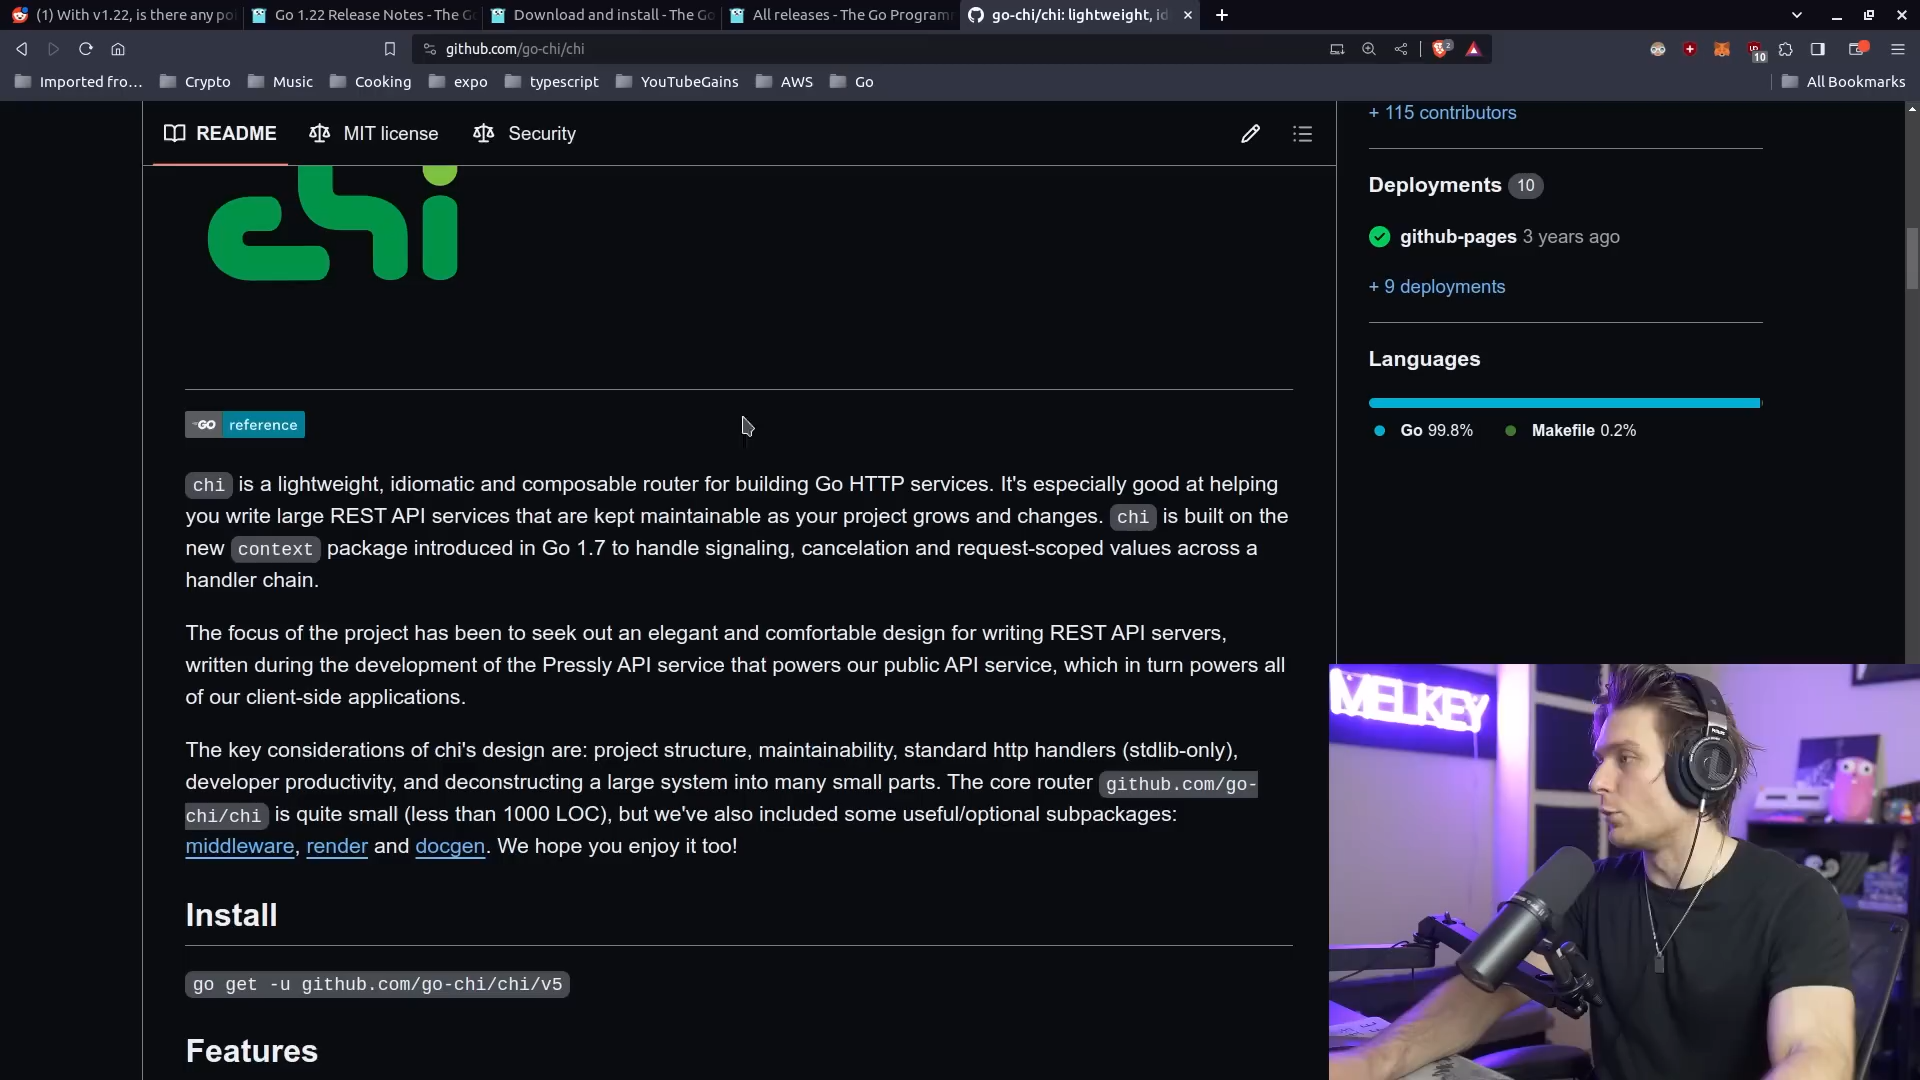 (1) With v1.22, is there any poi
Go 1.22 Release Notes - The Go
Download and install - The Go
All releases - The Go Program
go-chi/chi: lightweight, id
github.com/go-chi/chi
2
10
Imported fro...
Crypto
Music
Cooking
expo
typescript
YouTubeGains
AWS
Go
All Bookmarks
README
MIT license
Security
chi
GO reference
chi is a lightweight, idiomatic and composable router for building Go HTTP services. It's especially good at helping
you write large REST API services that are kept maintainable as your project grows and changes. chi is built on the
new context package introduced in Go 1.7 to handle signaling, cancelation and request-scoped values across a
handler chain.
The focus of the project has been to seek out an elegant and comfortable design for writing REST API servers,
written during the development of the Pressly API service that powers our public API service, which in turn powers all
of our client-side applications.
The key considerations of chi's design are: project structure, maintainability, standard http handlers (stdlib-only),
developer productivity, and deconstructing a large system into many small parts. The core router github.com/go-
chi/chi is quite small (less than 1000 LOC), but we've also included some useful/optional subpackages:
middleware, render and docgen. We hope you enjoy it too!
Install
go get -u github.com/go-chi/chi/v5
Features
+ 115 contributors
Deployments 10
github-pages 3 years ago
+ 9 deployments
Languages
Go 99.8%
Makefile 0.2%
MELKEY